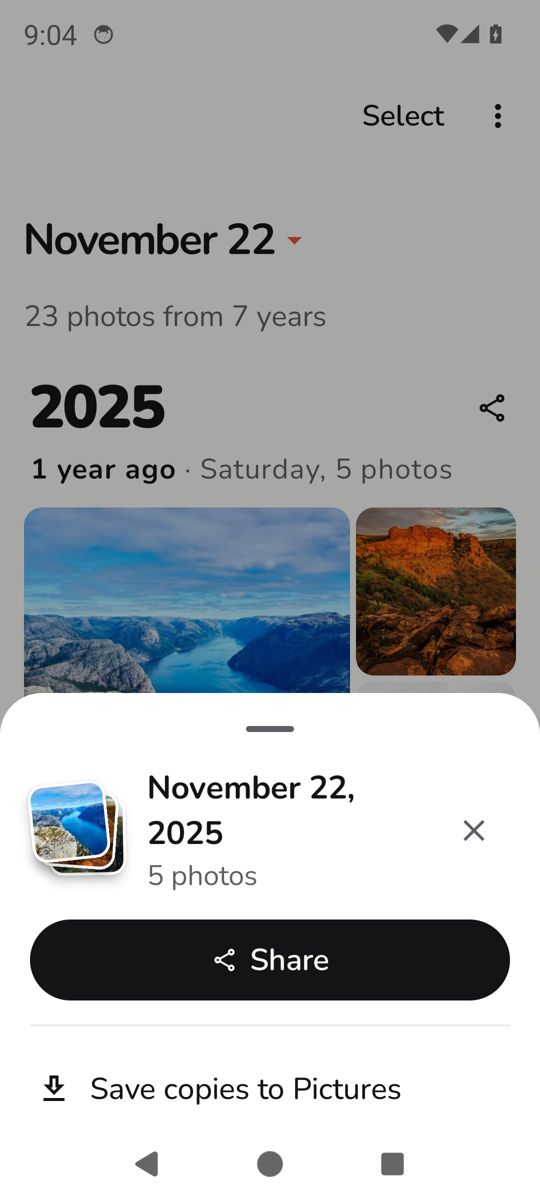 9:04
Select
November 22
23 photos from 7 years
2025
1 year ago · Saturday, 5 photos
November 22,
2025
5 photos
Share
Save copies to Pictures